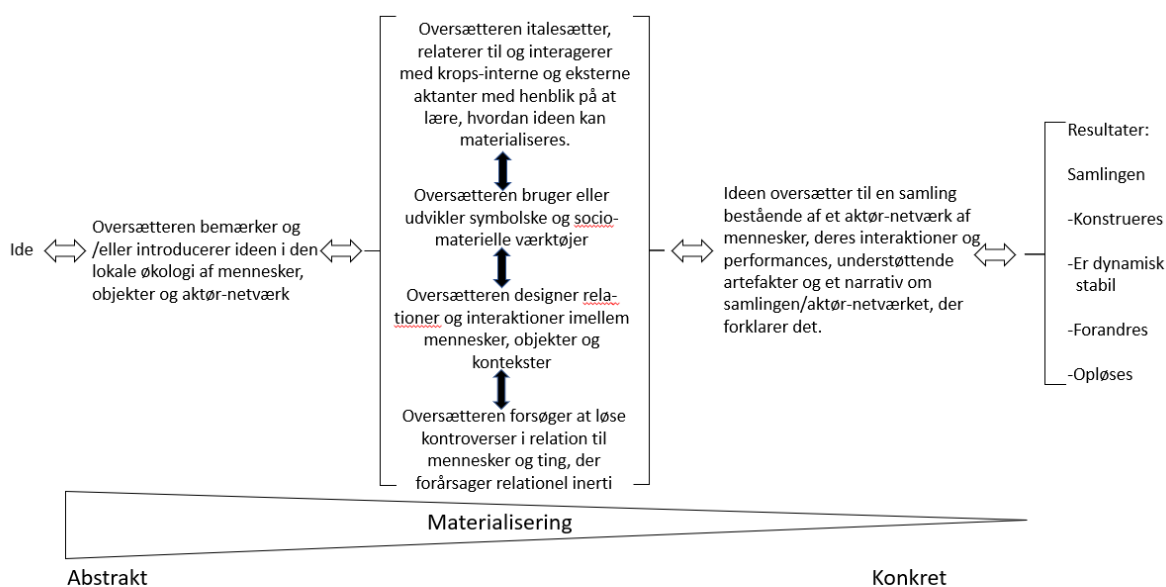 Ide
Oversætteren bemærker og
/eller introducerer ideen i den
lokale økologi af mennesker,
objekter og aktør-netværk
Oversætteren italesætter,
relaterer til og interagerer
med krops-interne og eksterne
aktanter med henblik på at
lære, hvordan ideen kan
materialiseres.
Oversætteren bruger eller
udvikler symbolske og socio-
materielle værktøjer
Oversætteren designer rela-
tioner og interaktioner imellem
mennesker, objekter og
kontekster
Oversætteren forsøger at løse
kontroverser i relation til
mennesker og ting, der
forårsager relationel inerti
Ideen oversætter til en samling
bestående af et aktør-netværk af
mennesker, deres interaktioner og
performances, understøttende
artefakter og et narrativ om
samlingen/aktør-netværket, der
forklarer det.
Resultater:
Samlingen
-Konstrueres
-Er dynamisk
stabil
-Forandres
-Opløses
Materialisering
Abstrakt
Konkret